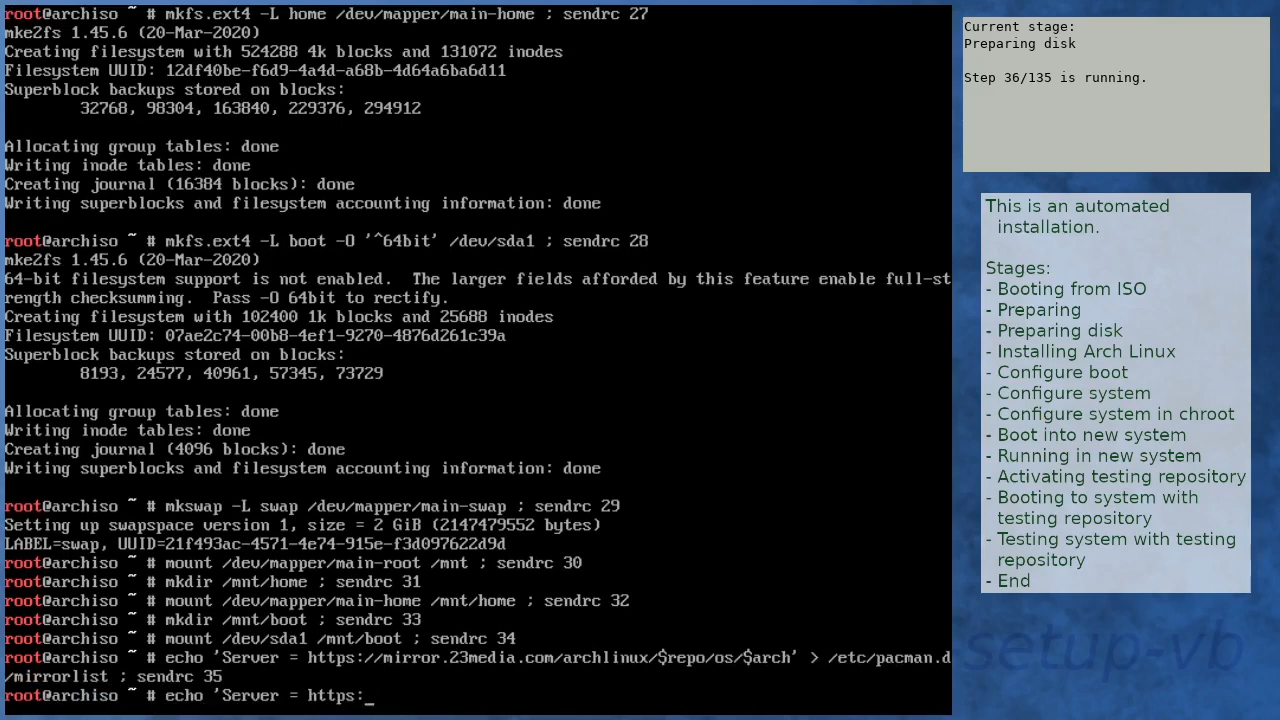 root@archiso ~ # mkfs.ext4 -L home /dev/mapper/main-home ; sendrc 27
mke2fs 1.45.6 (20-Mar-2020)
Creating filesystem with 524288 4k blocks and 131072 inodes
Filesystem UUID: 12df40be-f6d9-4a4d-a68b-4d64a6ba6d11
Superblock backups stored on blocks:
        32768, 98304, 163840, 229376, 294912
Allocating group tables: done
Writing inode tables: done
Creating journal (16384 blocks): done
Writing superblocks and filesystem accounting information: done
root@archiso ~ # mkfs.ext4 -L boot -O '^64bit' /dev/sda1 ; sendrc 28
mke2fs 1.45.6 (20-Mar-2020)
64-bit filesystem support is not enabled.  The larger fields afforded by this feature enable full-st
rength checksumming.  Pass -O 64bit to rectify.
Creating filesystem with 102400 1k blocks and 25688 inodes
Filesystem UUID: 07ae2c74-00b8-4ef1-9270-4876d261c39a
Superblock backups stored on blocks:
        8193, 24577, 40961, 57345, 73729
Allocating group tables: done
Writing inode tables: done
Creating journal (4096 blocks): done
Writing superblocks and filesystem accounting information: done
root@archiso ~ # mkswap -L swap /dev/mapper/main-swap ; sendrc 29
Setting up swapspace version 1, size = 2 GiB (2147479552 bytes)
LABEL=swap, UUID=21f493ac-4571-4e74-915e-f3d097622d9d
root@archiso ~ # mount /dev/mapper/main-root /mnt ; sendrc 30
root@archiso ~ # mkdir /mnt/home ; sendrc 31
root@archiso ~ # mount /dev/mapper/main-home /mnt/home ; sendrc 32
root@archiso ~ # mkdir /mnt/boot ; sendrc 33
root@archiso ~ # mount /dev/sda1 /mnt/boot ; sendrc 34
root@archiso ~ # echo 'Server = https://mirror.23media.com/archlinux/$repo/os/$arch' > /etc/pacman.d
/mirrorlist ; sendrc 35
root@archiso ~ # echo 'Server = https:_
Current stage:
Preparing disk
Step 36/135 is running.
This is an automated
installation.
Stages:
- Booting from ISO
- Preparing
- Preparing disk
- Installing Arch Linux
- Configure boot
- Configure system
- Configure system in chroot
- Boot into new system
- Running in new system
- Activating testing repository
- Booting to system with
testing repository
- Testing system with testing
repository
- End
setup-vb